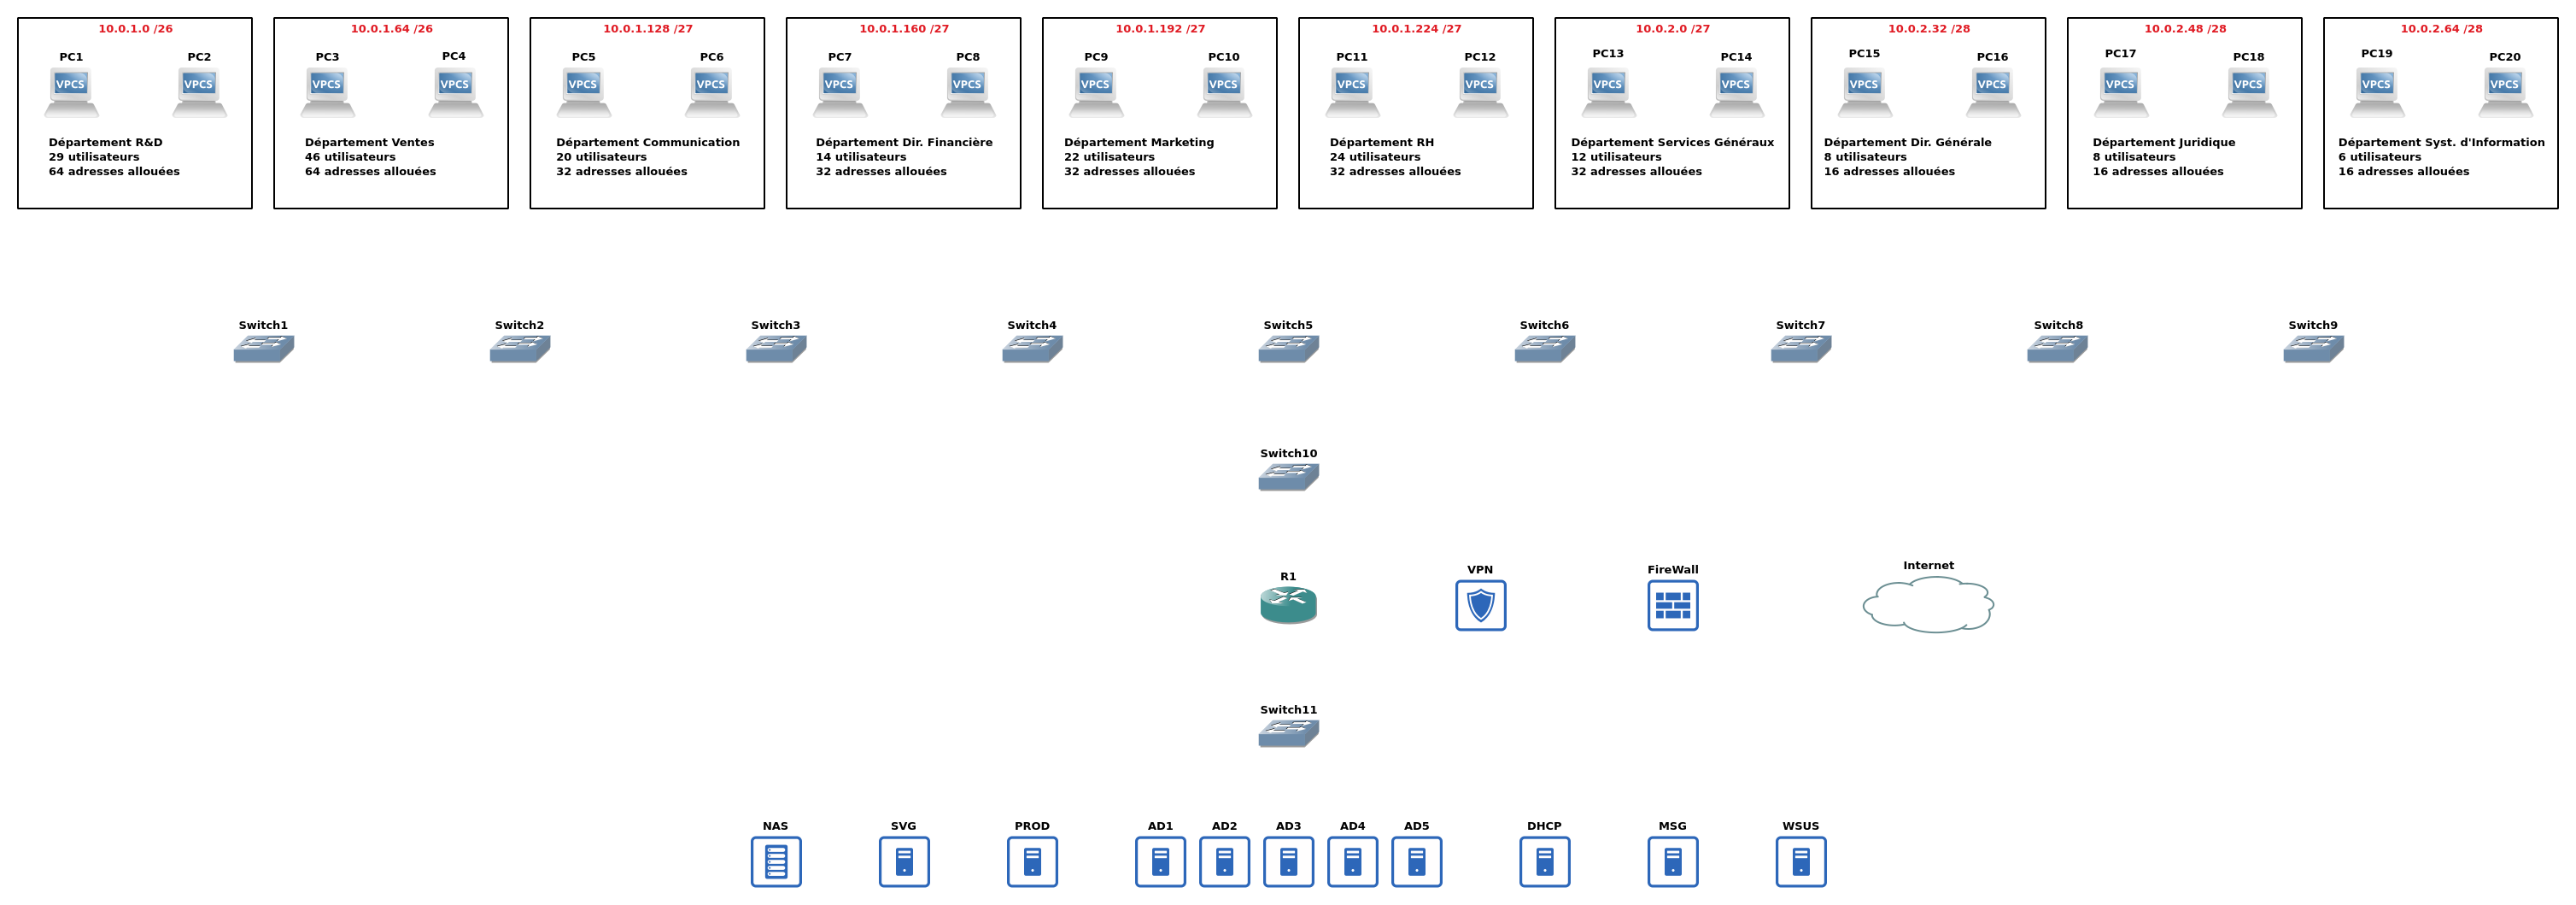 10.0.1.0 /26
PC1 PC2
VPCS VPCS
Département R&D
29 utilisateurs
64 adresses allouées
10.0.1.64 /26
PC3 PC4
VPCS VPCS
Département Ventes
46 utilisateurs
64 adresses allouées
10.0.1.128 /27
PC5 PC6
VPCS VPCS
Département Communication
20 utilisateurs
32 adresses allouées
10.0.1.160 /27
PC7 PC8
VPCS VPCS
Département Dir. Financière
14 utilisateurs
32 adresses allouées
10.0.1.192 /27
PC9 PC10
VPCS VPCS
Département Marketing
22 utilisateurs
32 adresses allouées
10.0.1.224 /27
PC11 PC12
VPCS VPCS
Département RH
24 utilisateurs
32 adresses allouées
10.0.2.0 /27
PC13 PC14
VPCS VPCS
Département Services Généraux
12 utilisateurs
32 adresses allouées
10.0.2.32 /28
PC15 PC16
VPCS VPCS
Département Dir. Générale
8 utilisateurs
16 adresses allouées
10.0.2.48 /28
PC17 PC18
VPCS VPCS
Département Juridique
8 utilisateurs
16 adresses allouées
10.0.2.64 /28
PC19 PC20
VPCS VPCS
Département Syst. d'Information
6 utilisateurs
16 adresses allouées
Switch1 Switch2 Switch3 Switch4 Switch5 Switch6 Switch7 Switch8 Switch9
Switch10
R1 VPN FireWall Internet
Switch11
NAS SVG PROD AD1 AD2 AD3 AD4 AD5 DHCP MSG WSUS